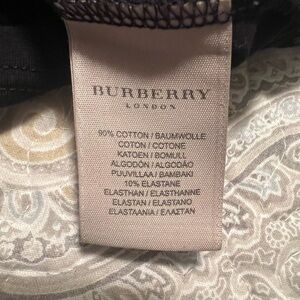 BURBERRY
LONDON
90% COTTON / BAUMWOLLE
COTON / COTONE
KATOEN / BOMULL
ALGODÓN / ALGODÃO
PUUVILLAA / BAMBAKI
10% ELASTANE
ELASTHAN / ELASTHANNE
ELASTAN / ELASTANO
ELASTAANIA / ΕΛΑΣΤΑΝ